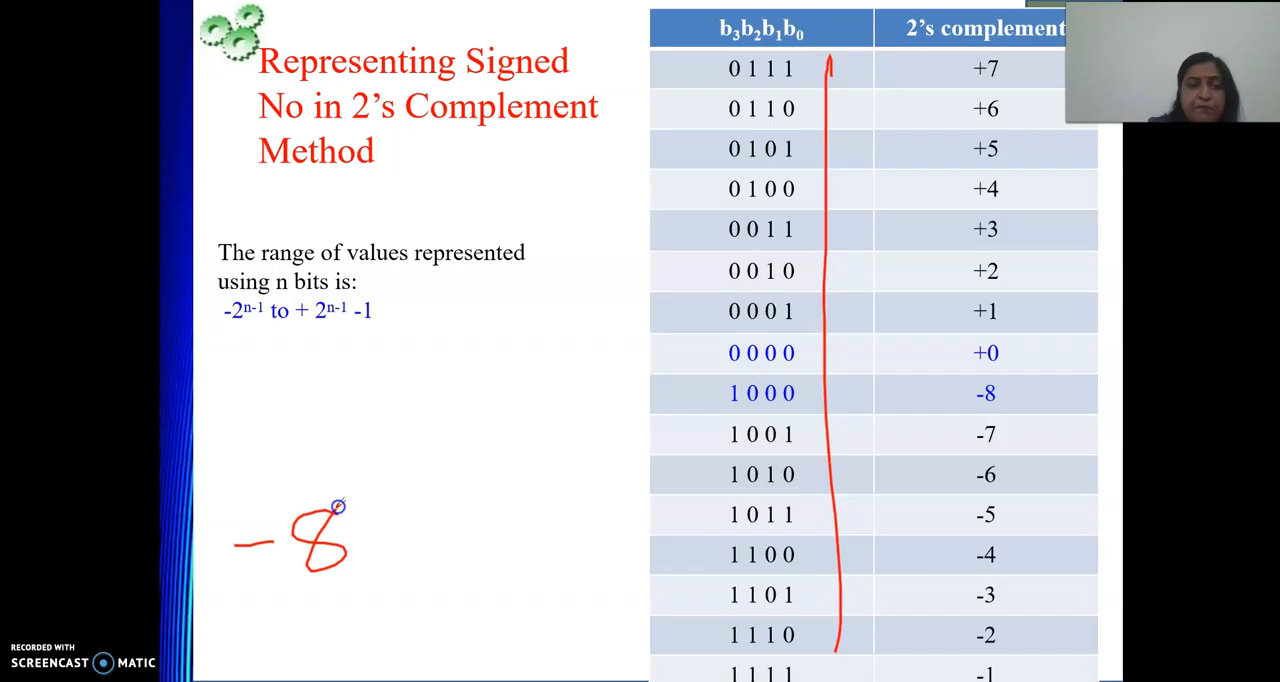 Representing Signed
No in 2’s Complement
Method
The range of values represented
using n bits is:
-2ⁿ⁻¹ to + 2ⁿ⁻¹ -1
- 8
b₃b₂b₁b₀ 2’s complement
0 1 1 1 +7
0 1 1 0 +6
0 1 0 1 +5
0 1 0 0 +4
0 0 1 1 +3
0 0 1 0 +2
0 0 0 1 +1
0 0 0 0 +0
1 0 0 0 -8
1 0 0 1 -7
1 0 1 0 -6
1 0 1 1 -5
1 1 0 0 -4
1 1 0 1 -3
1 1 1 0 -2
1 1 1 1 -1
RECORDED WITH
SCREENCAST MATIC